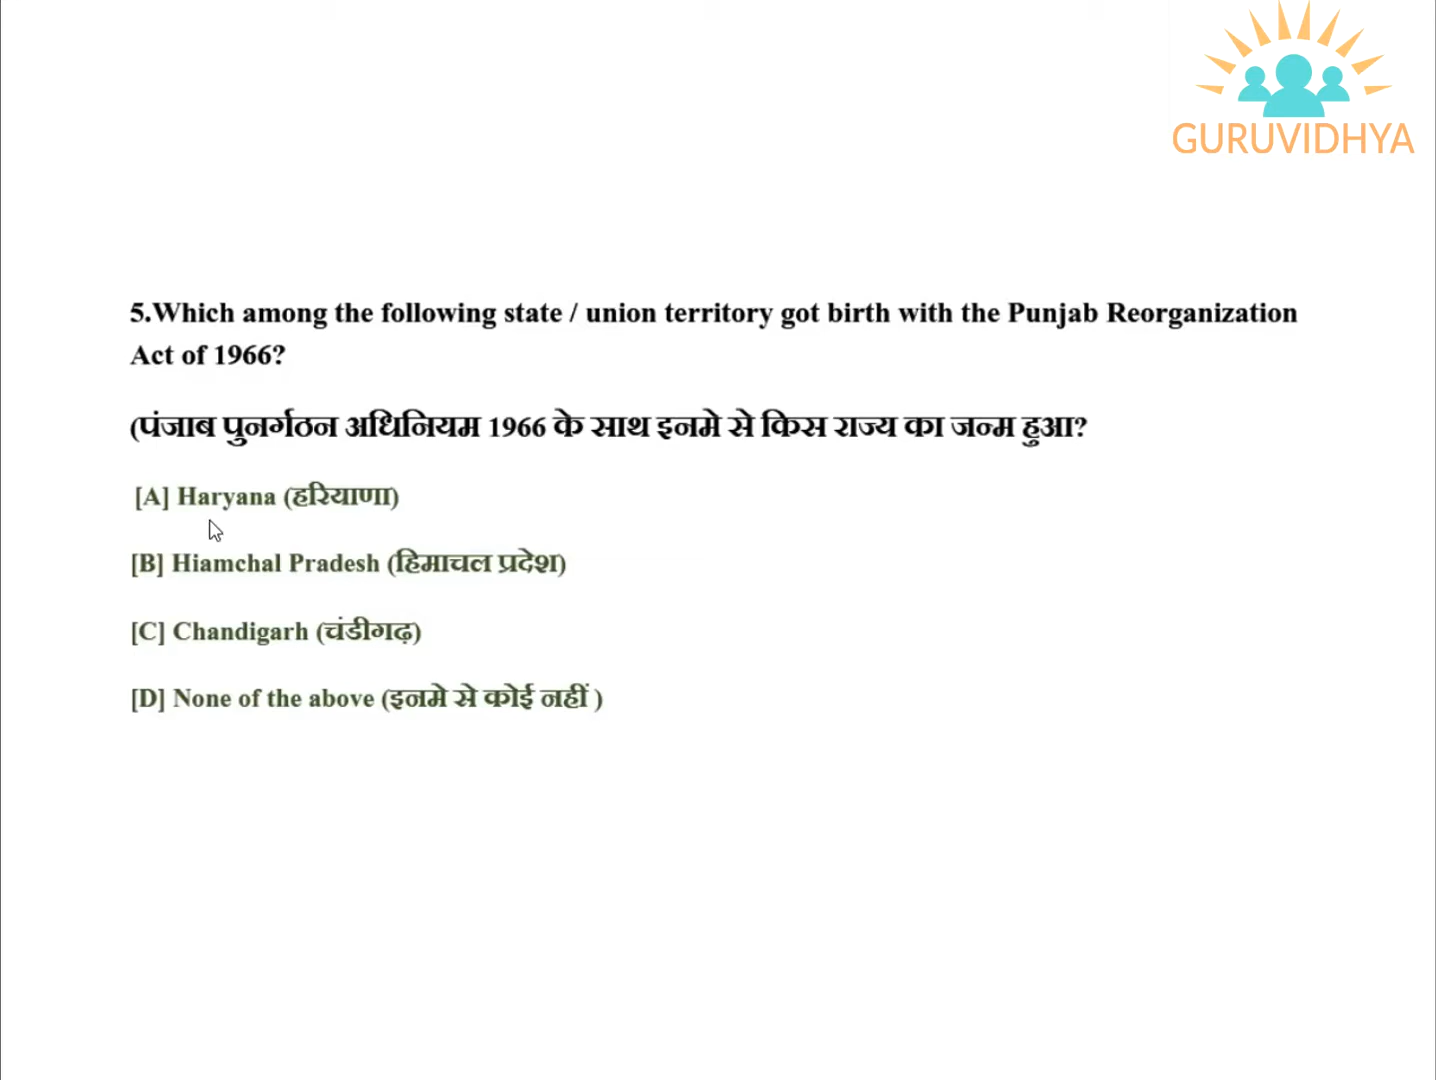 GURUVIDHYA
5.Which among the following state / union territory got birth with the Punjab Reorganization
Act of 1966?
(पंजाब पुनर्गठन अधिनियम 1966 के साथ इनमे से किस राज्य का जन्म हुआ?
[A] Haryana (हरियाणा)
[B] Hiamchal Pradesh (हिमाचल प्रदेश)
[C] Chandigarh (चंडीगढ़)
[D] None of the above (इनमे से कोई नहीं )